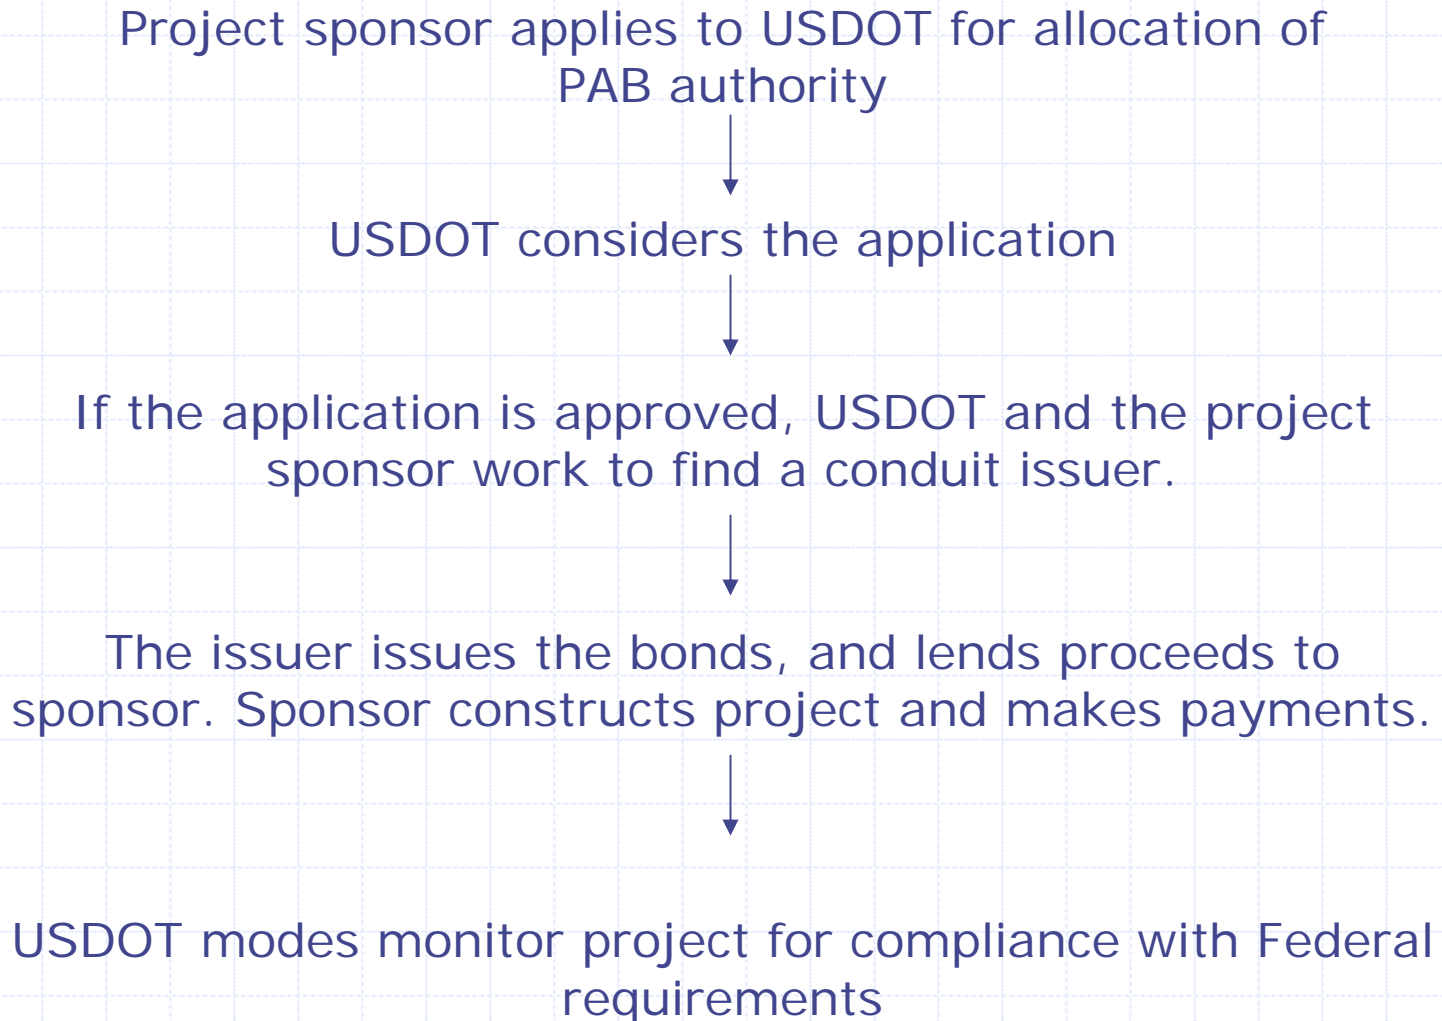 Project sponsor applies to USDOT for allocation of
PAB authority
USDOT considers the application
If the application is approved, USDOT and the project
sponsor work to find a conduit issuer.
The issuer issues the bonds, and lends proceeds to
sponsor. Sponsor constructs project and makes payments.
USDOT modes monitor project for compliance with Federal
requirements